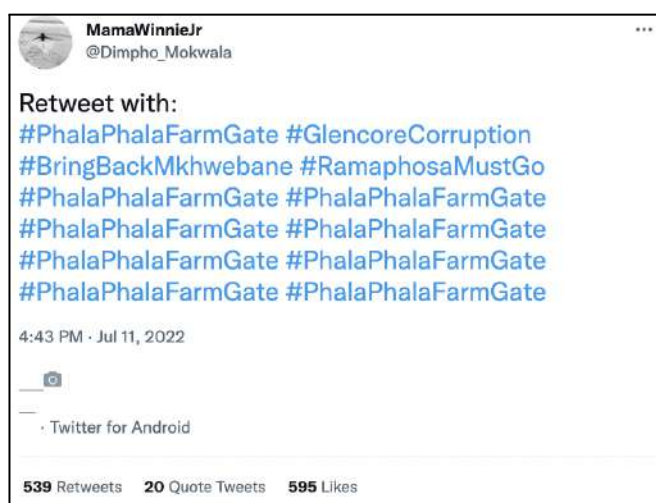 MamaWinnieJr
@Dimpho_Mokwala
Retweet with:
#PhalaPhalaFarmGate #GlencoreCorruption
#BringBackMkhwebane #RamaphosaMustGo
#PhalaPhalaFarmGate #PhalaPhalaFarmGate
#PhalaPhalaFarmGate #PhalaPhalaFarmGate
#PhalaPhalaFarmGate #PhalaPhalaFarmGate
#PhalaPhalaFarmGate #PhalaPhalaFarmGate
4:43 PM · Jul 11, 2022
· Twitter for Android
539 Retweets 20 Quote Tweets 595 Likes